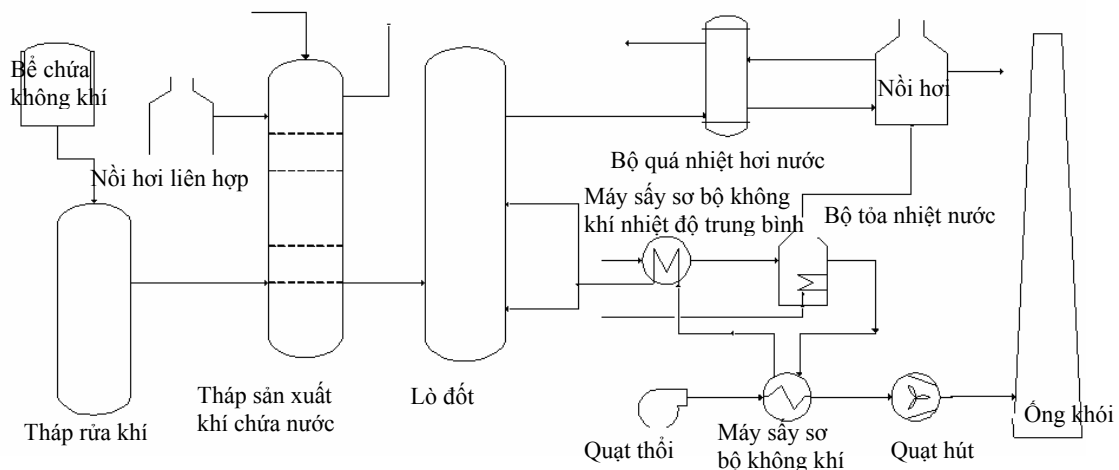 Bể chứa
không khí
Nồi hơi
Nồi hơi liên hợp
Bộ quá nhiệt hơi nước
Máy sấy sơ bộ không
khí nhiệt độ trung bình
Bộ tỏa nhiệt nước
Tháp rửa khí
Tháp sản xuất
khí chứa nước
Lò đốt
Quạt thổi
Máy sấy sơ
bộ không khí
Quạt hút
Ống khói